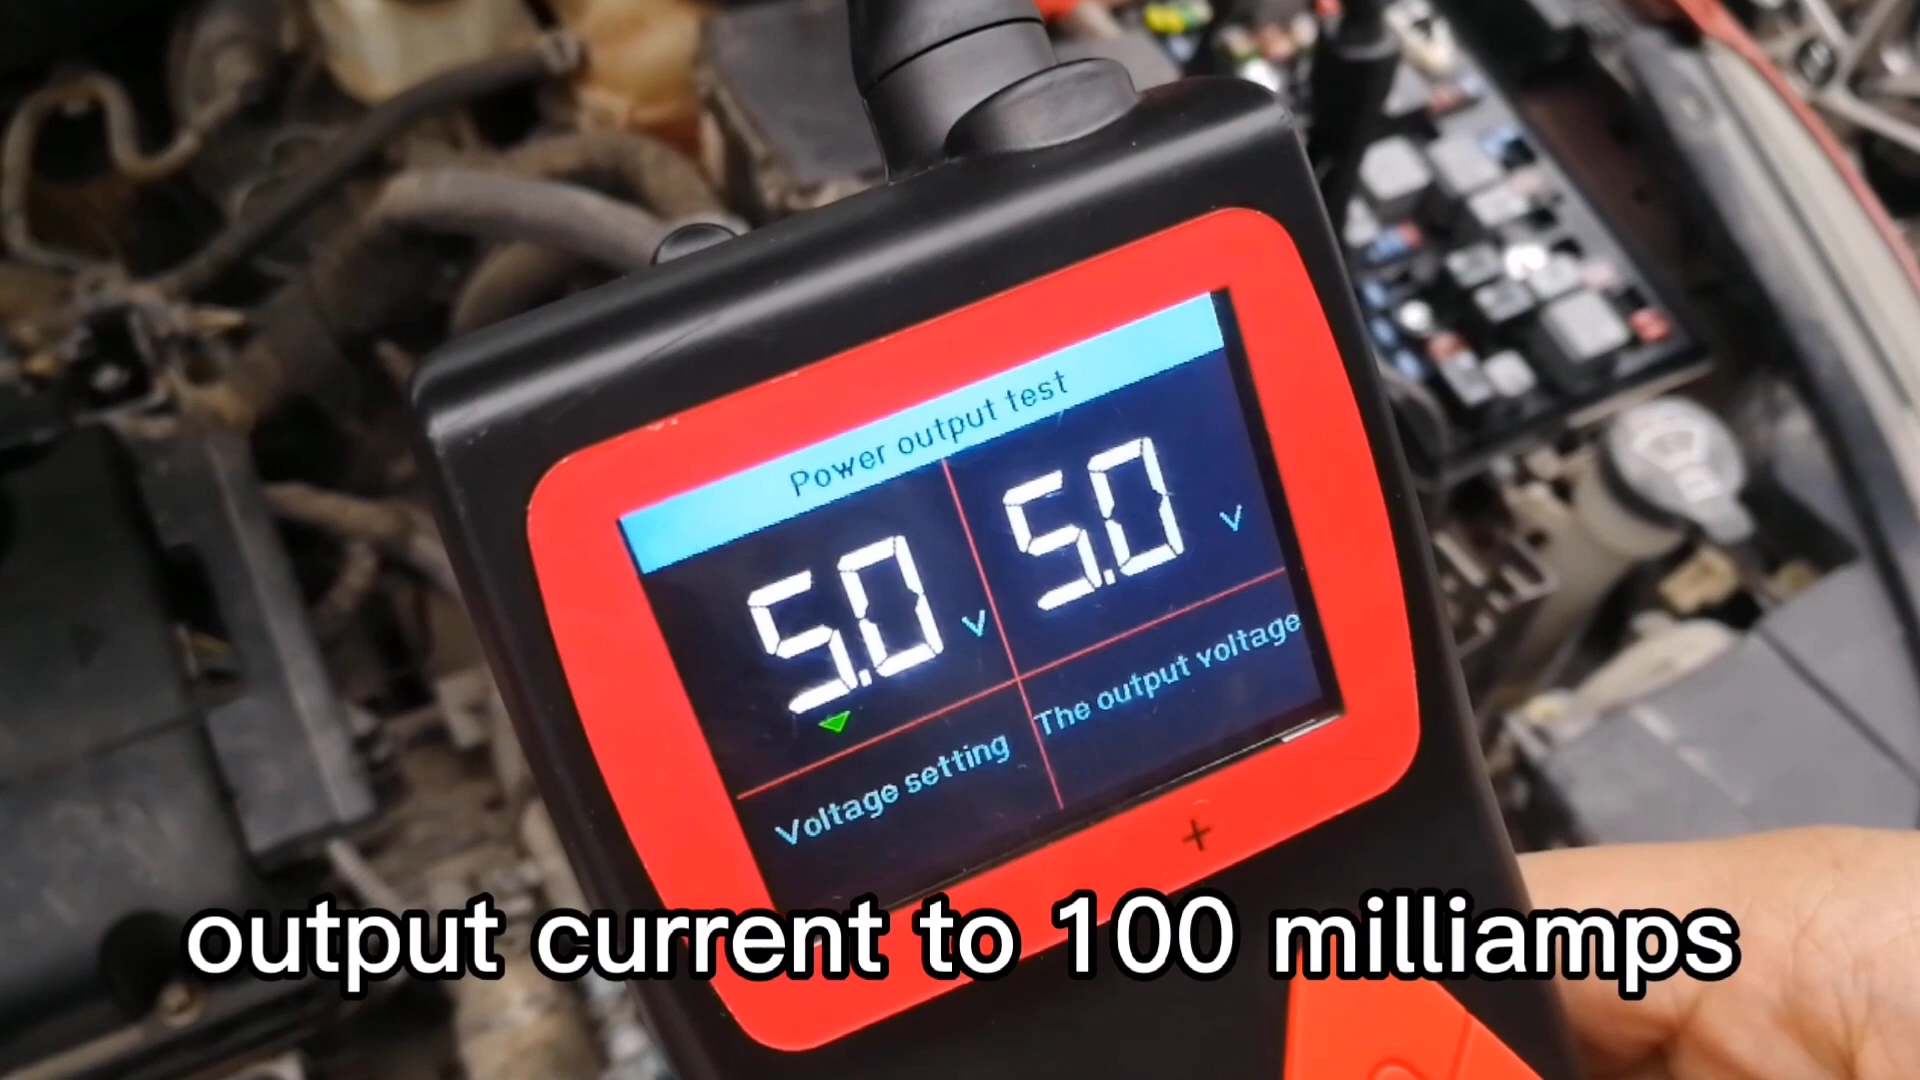 Power output test
5.0 V
5.0 V
Voltage setting
The output voltage
+
output current to 100 milliamps